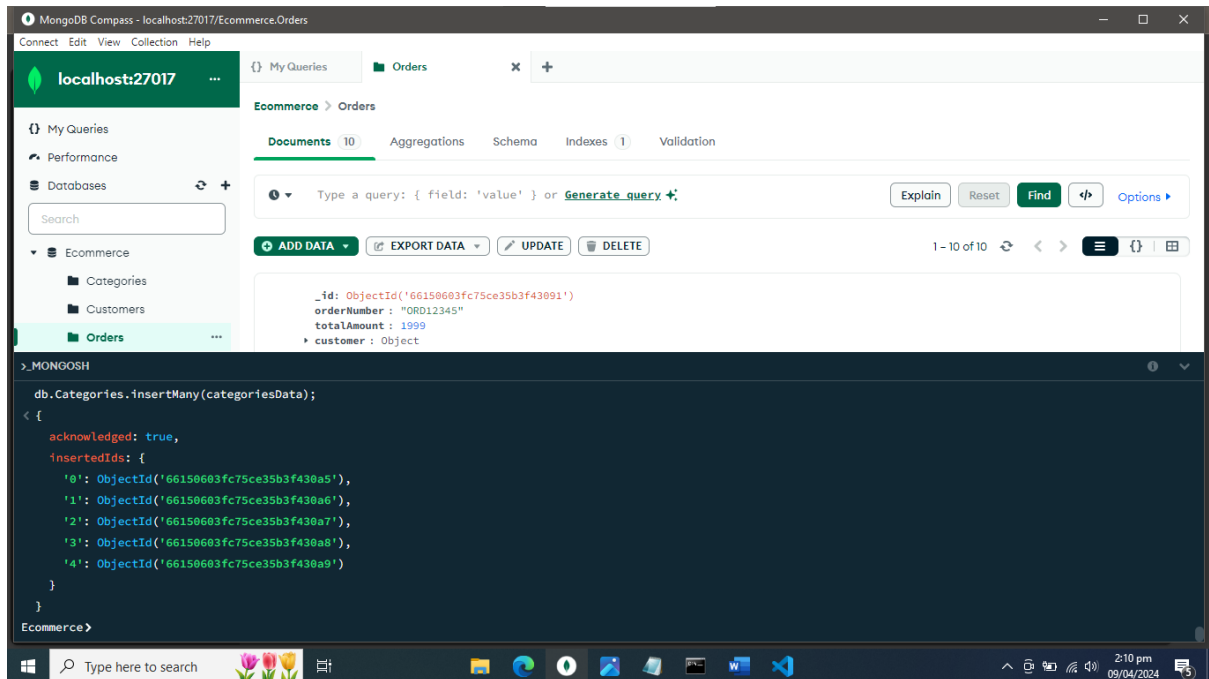 MongoDB Compass - localhost:27017/Ecommerce.Orders
Connect Edit View Collection Help
localhost:27017 ...
{} My Queries
Orders
Ecommerce > Orders
{} My Queries
Performance
Databases
Search
Ecommerce
Categories
Customers
Orders ...
Documents 10 Aggregations Schema Indexes 1 Validation
Type a query: { field: 'value' } or Generate query
Explain Reset Find </> Options
ADD DATA EXPORT DATA UPDATE DELETE
1 – 10 of 10 {}
_id: ObjectId('66150603fc75ce35b3f43091')
orderNumber : "ORD12345"
totalAmount : 1999
customer : Object
>_MONGOSH
db.Categories.insertMany(categoriesData);
< {
acknowledged: true,
insertedIds: {
'0': ObjectId('66150603fc75ce35b3f430a5'),
'1': ObjectId('66150603fc75ce35b3f430a6'),
'2': ObjectId('66150603fc75ce35b3f430a7'),
'3': ObjectId('66150603fc75ce35b3f430a8'),
'4': ObjectId('66150603fc75ce35b3f430a9')
}
}
Ecommerce>
Type here to search
2:10 pm
09/04/2024
5